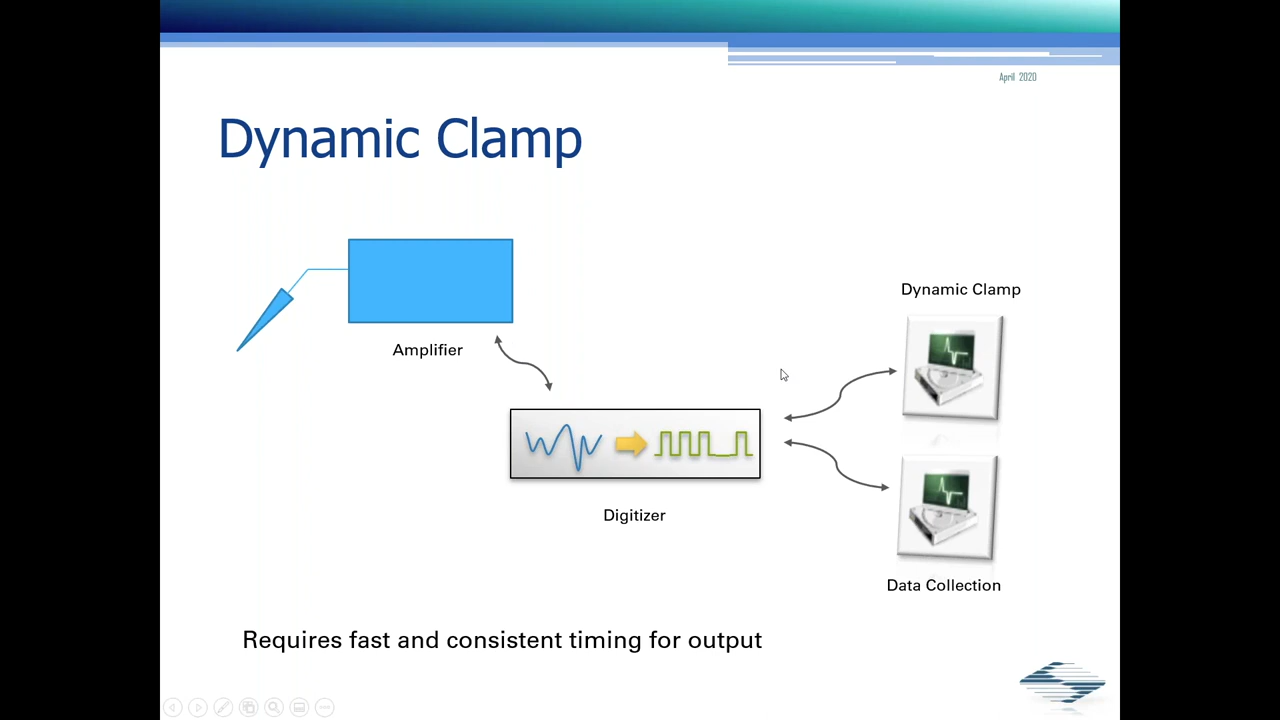 April 2020
Dynamic Clamp
Dynamic Clamp
Amplifier
Digitizer
Data Collection
Requires fast and consistent timing for output